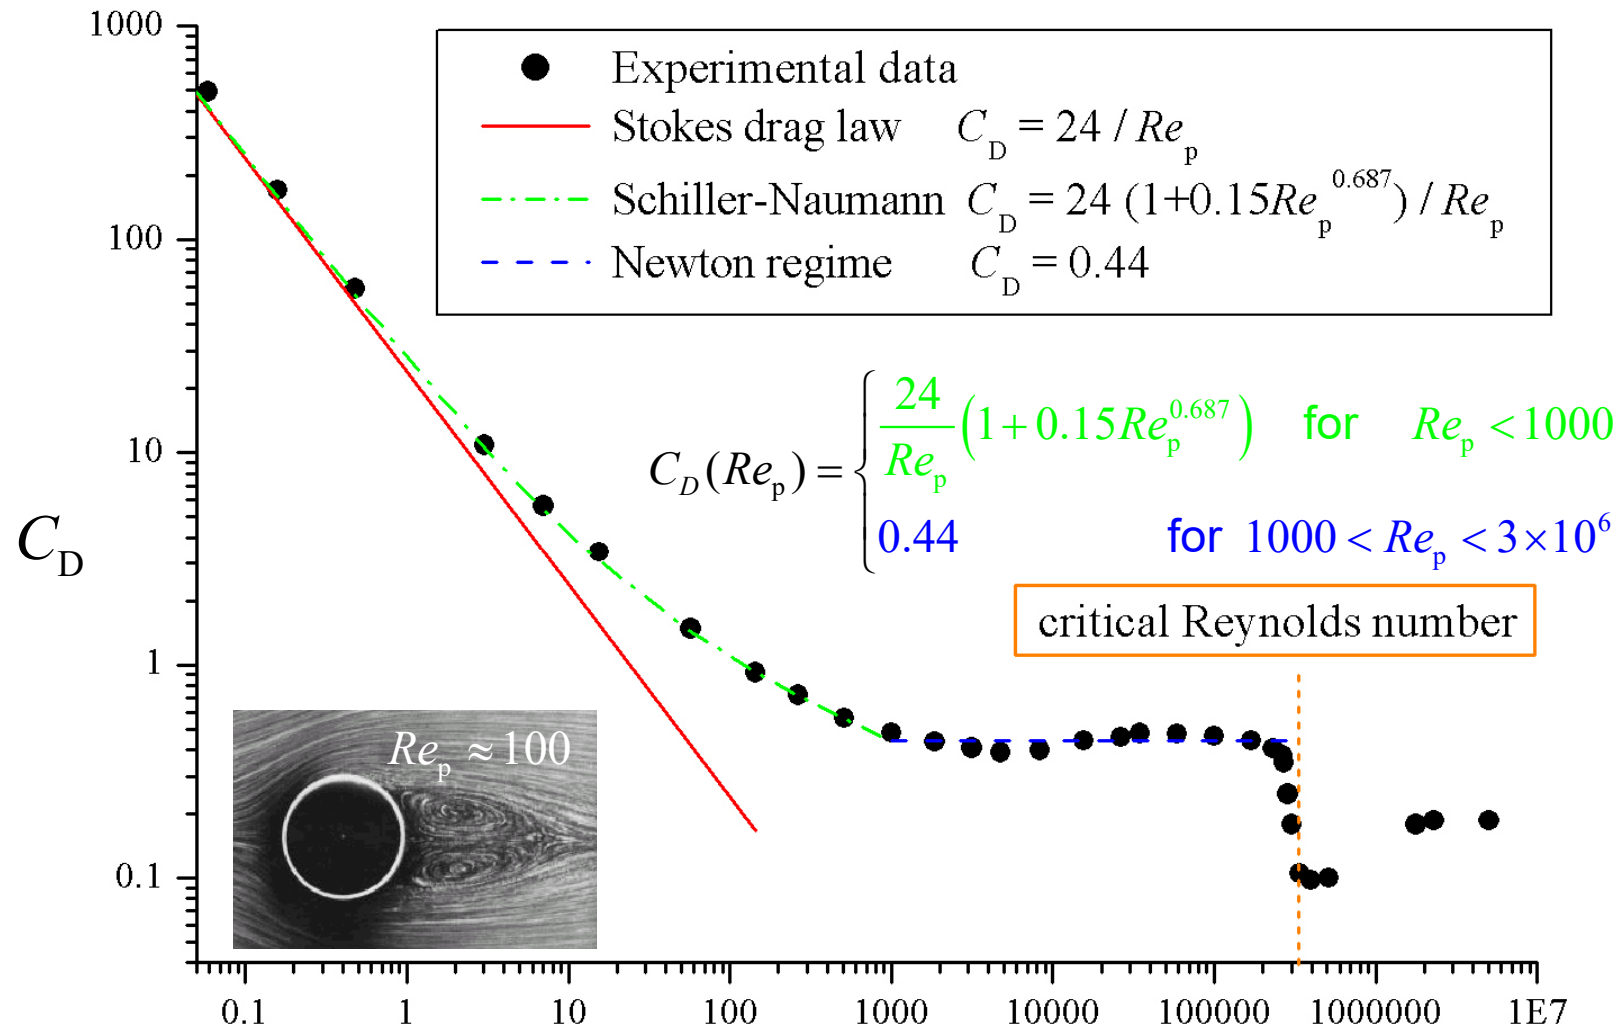 1000
100
10
1
0.1
C_D
Experimental data
Stokes drag law C_D = 24 / Re_p
Schiller-Naumann C_D = 24 (1+0.15Re_p^0.687) / Re_p
Newton regime C_D = 0.44
C_D(Re_p) = { 24/Re_p (1+0.15Re_p^0.687) for Re_p <1000
0.44 for 1000 < Re_p < 3×10^6
critical Reynolds number
Re_p ≈ 100
0.1 1 10 100 1000 10000 100000 1000000 1E7